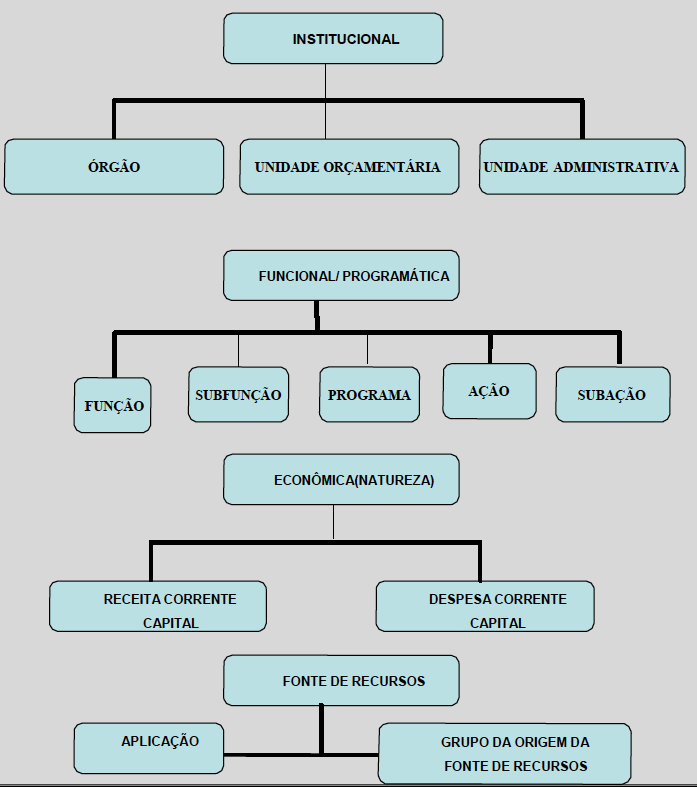 INSTITUCIONAL
ÓRGÃO
UNIDADE ORÇAMENTÁRIA
UNIDADE ADMINISTRATIVA
FUNCIONAL/ PROGRAMÁTICA
FUNÇÃO
SUBFUNÇÃO
PROGRAMA
AÇÃO
SUBAÇÃO
ECONÔMICA(NATUREZA)
RECEITA CORRENTE
CAPITAL
DESPESA CORRENTE
CAPITAL
FONTE DE RECURSOS
APLICAÇÃO
GRUPO DA ORIGEM DA
FONTE DE RECURSOS